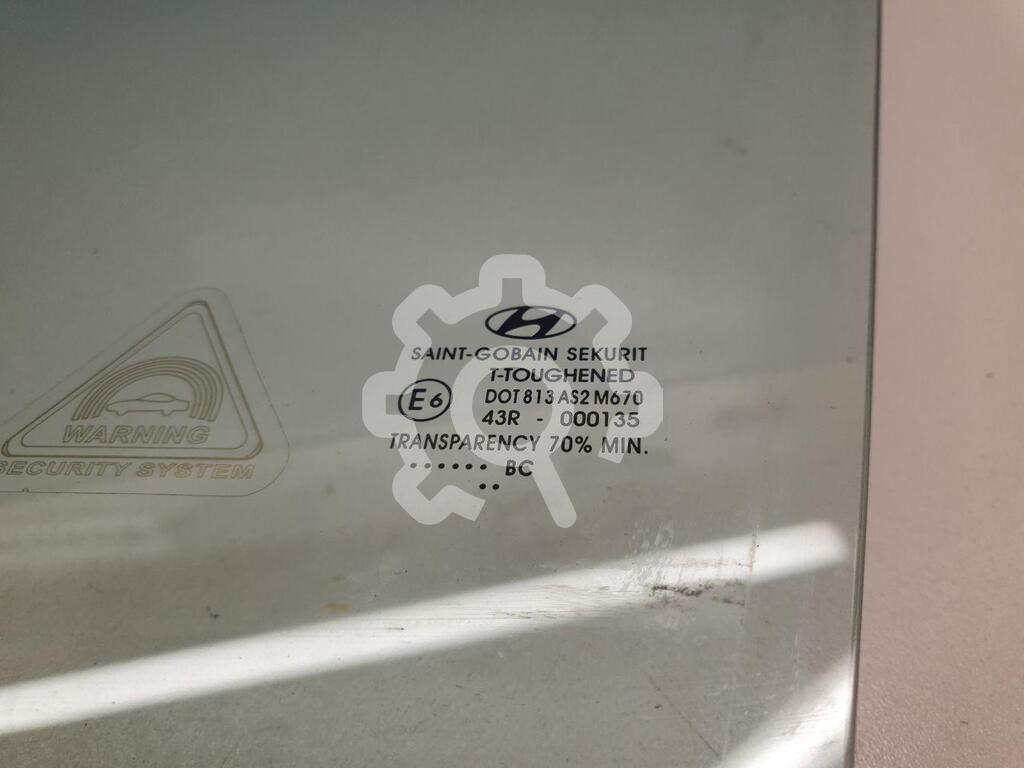 SAINT-GOBAIN SEKURIT
T-TOUGHENED
E6
DOT 813 AS2 M670
43R - 000135
TRANSPARENCY 70% MIN.
....... BC
..
WARNING
SECURITY SYSTEM